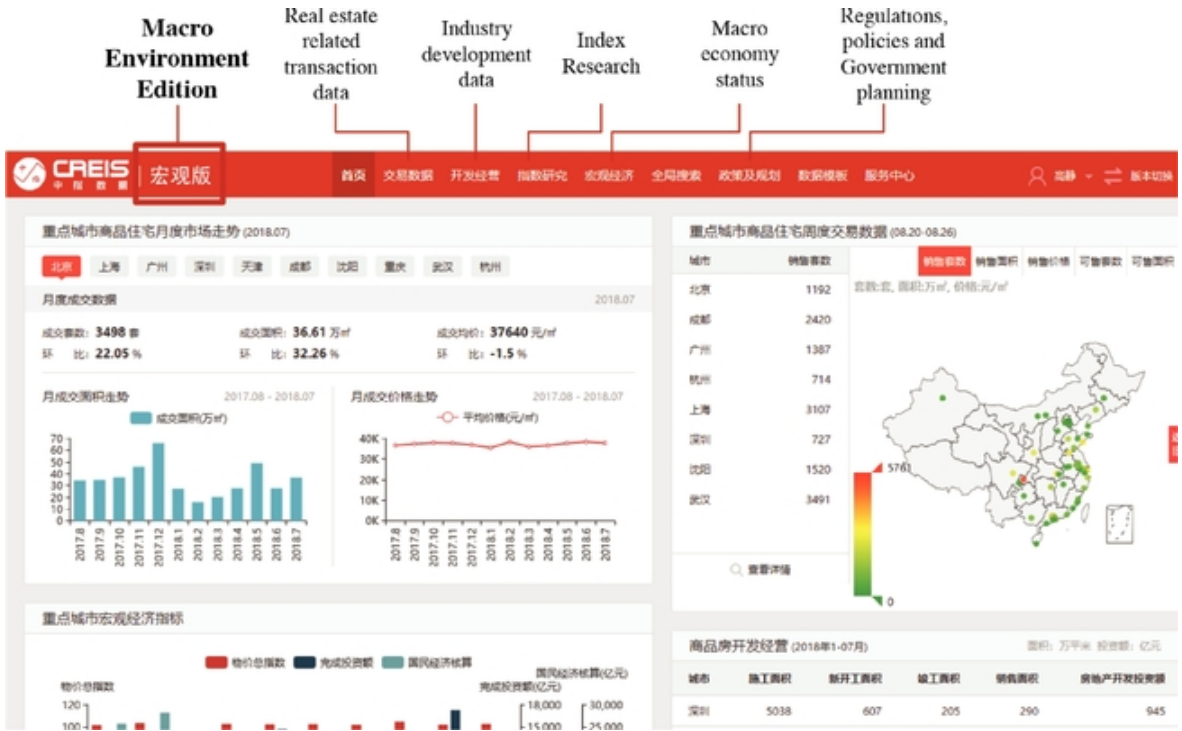 Macro
Environment
Edition
Real estate
related
transaction
data
Industry
development
data
Index
Research
Macro
economy
status
Regulations,
policies and
Government
planning
CREIS
中指数据
宏观版
首页 交易数据 开发经营 指数研究 宏观经济 全局搜索 政策及规划 数据模板 服务中心
高静 版本切换
重点城市商品住宅月度市场走势 (2018.07)
北京 上海 广州 深圳 天津 成都 沈阳 重庆 武汉 杭州
月度成交数据 2018.07
成交套数: 3498 套 成交面积: 36.61 万㎡ 成交均价: 37640 元/㎡
环 比: 22.05 % 环 比: 32.26 % 环 比: -1.5 %
月成交面积走势 2017.08 - 2018.07
成交面积(万㎡)
70
60
50
40
30
20
10
0
2017.8 2017.9 2017.10 2017.11 2017.12 2018.1 2018.2 2018.3 2018.4 2018.5 2018.6 2018.7
月成交价格走势 2017.08 - 2018.07
平均价格(元/㎡)
40K
30K
20K
10K
0K
2017.8 2017.9 2017.10 2017.11 2017.12 2018.1 2018.2 2018.3 2018.4 2018.5 2018.6 2018.7
重点城市商品住宅周度交易数据 (08.20-08.26)
城市 销售套数
北京 1192
成都 2420
广州 1387
杭州 714
上海 3107
深圳 727
沈阳 1520
武汉 3491
查看详情
销售套数 销售面积 销售价格 可售套数 可售面积
套数:套, 面积:万㎡, 价格:元/㎡
5761
0
重点城市宏观经济指标
物价总指数 完成投资额 国民经济核算
国民经济核算(亿元)
物价总指数 完成投资额(亿元)
120 18,000 30,000
100 15,000 25,000
商品房开发经营 (2018年1-07月) 面积: 万平米 投资额: 亿元
城市 施工面积 新开工面积 竣工面积 销售面积 房地产开发投资额
深圳 5038 607 205 290 945